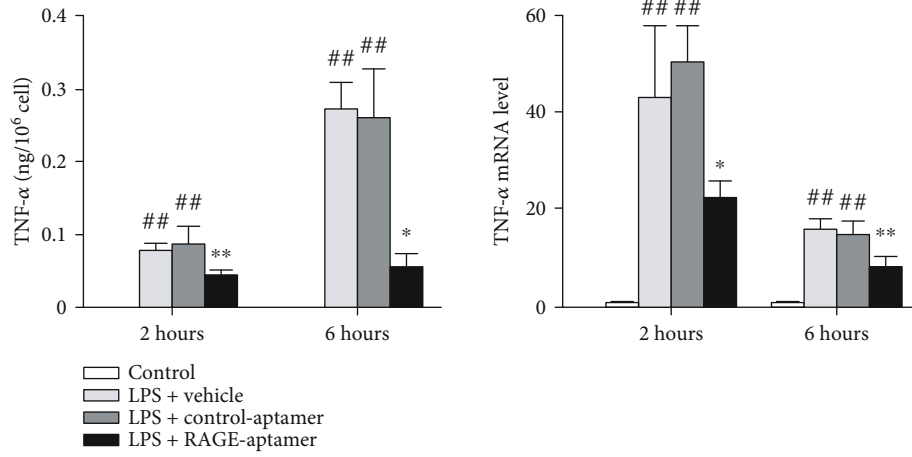 TNF-α (ng/10⁶ cell)
0.4
0.3
0.2
0.1
0
##
##
**
##
##
*
2 hours
6 hours
TNF-α mRNA level
60
40
20
0
##
##
*
##
##
**
2 hours
6 hours
Control
LPS + vehicle
LPS + control-aptamer
LPS + RAGE-aptamer